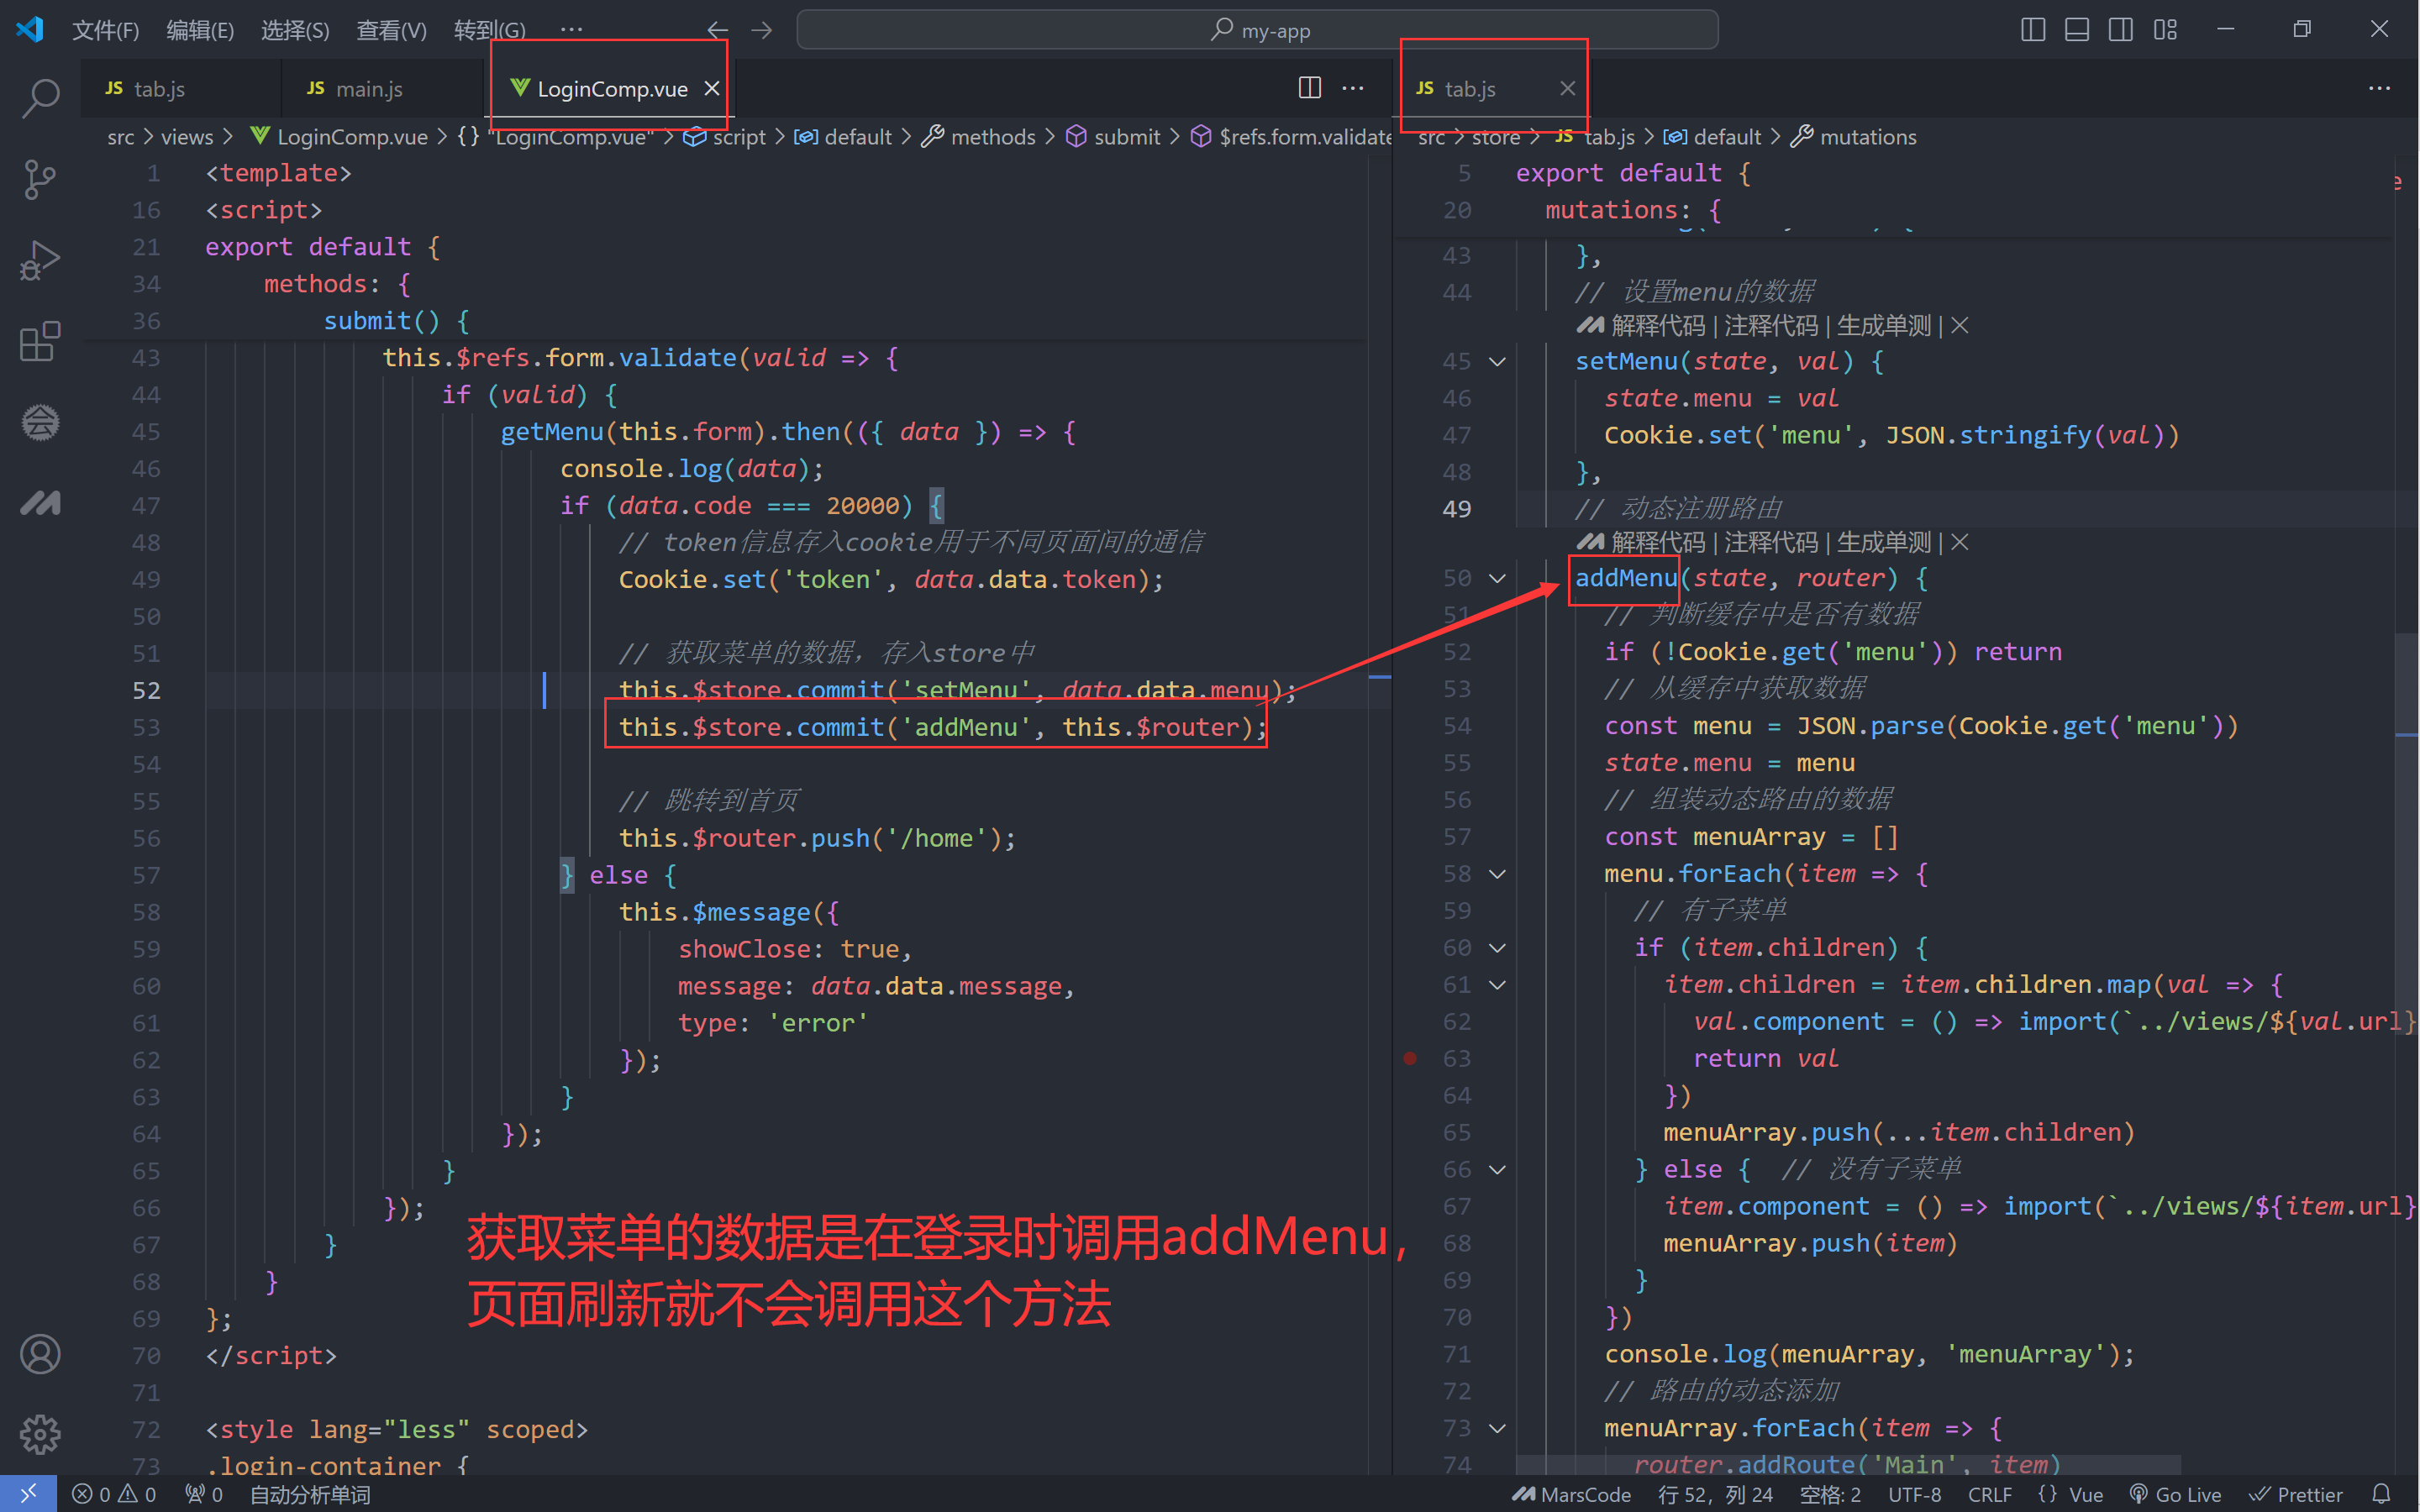 文件(F) 编辑(E) 选择(S) 查看(V) 转到(G) ··· my-app
JS tab.js
JS main.js
LoginComp.vue
src > views > LoginComp.vue > {} "LoginComp.vue" > script > default > methods > submit > $refs.form.validate
1 <template>
16 <script>
21 export default {
34 methods: {
36 submit() {
43 this.$refs.form.validate(valid => {
44 if (valid) {
45 getMenu(this.form).then(({ data }) => {
46 console.log(data);
47 if (data.code === 20000) {
48 // token信息存入cookie用于不同页面间的通信
49 Cookie.set('token', data.data.token);
50
51 // 获取菜单的数据，存入store中
52 this.$store.commit('setMenu', data.data.menu);
53 this.$store.commit('addMenu', this.$router);
54
55 // 跳转到首页
56 this.$router.push('/home');
57 } else {
58 this.$message({
59 showClose: true,
60 message: data.data.message,
61 type: 'error'
62 });
63 }
64 });
65 }
66 });
67 }
68 }
69 };
70 </script>
71
72 <style lang="less" scoped>
73 .login-container {
获取菜单的数据是在登录时调用addMenu，
页面刷新就不会调用这个方法
JS tab.js
src > store > JS tab.js > default > mutations
5 export default {
20 mutations: {
43 },
44 // 设置menu的数据
解释代码 | 注释代码 | 生成单测 |
45 setMenu(state, val) {
46 state.menu = val
47 Cookie.set('menu', JSON.stringify(val))
48 },
49 // 动态注册路由
解释代码 | 注释代码 | 生成单测 |
50 addMenu(state, router) {
51 // 判断缓存中是否有数据
52 if (!Cookie.get('menu')) return
53 // 从缓存中获取数据
54 const menu = JSON.parse(Cookie.get('menu'))
55 state.menu = menu
56 // 组装动态路由的数据
57 const menuArray = []
58 menu.forEach(item => {
59 // 有子菜单
60 if (item.children) {
61 item.children = item.children.map(val => {
62 val.component = () => import(`../views/${val.url}
63 return val
64 })
65 menuArray.push(...item.children)
66 } else { // 没有子菜单
67 item.component = () => import(`../views/${item.url}
68 menuArray.push(item)
69 }
70 })
71 console.log(menuArray, 'menuArray');
72 // 路由的动态添加
73 menuArray.forEach(item => {
74 router.addRoute('Main', item)
0 0 0 自动分析单词 MarsCode 行 52，列 24 空格: 2 UTF-8 CRLF {} Vue Go Live Prettier